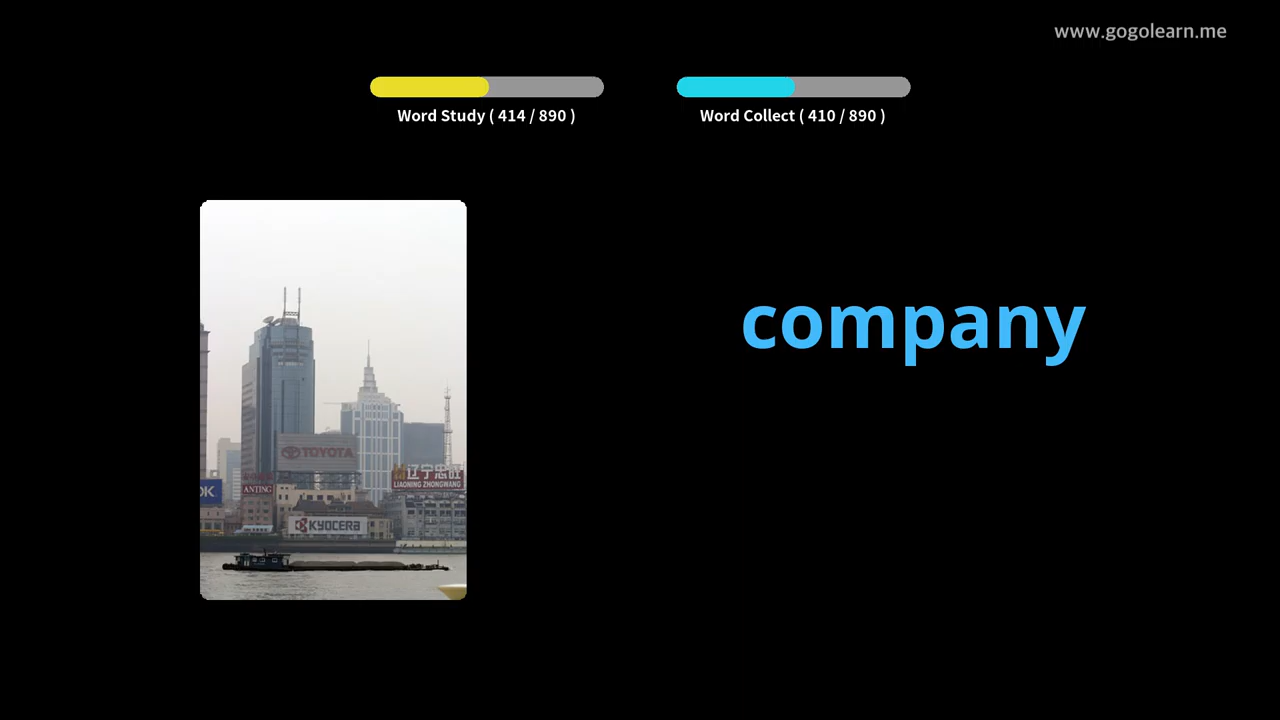 www.gogolearn.me
Word Study ( 414 / 890 )
Word Collect ( 410 / 890 )
company
TOYOTA
辽宁忠旺
LIAONING ZHONGWANG
ANTING
KYOCERA